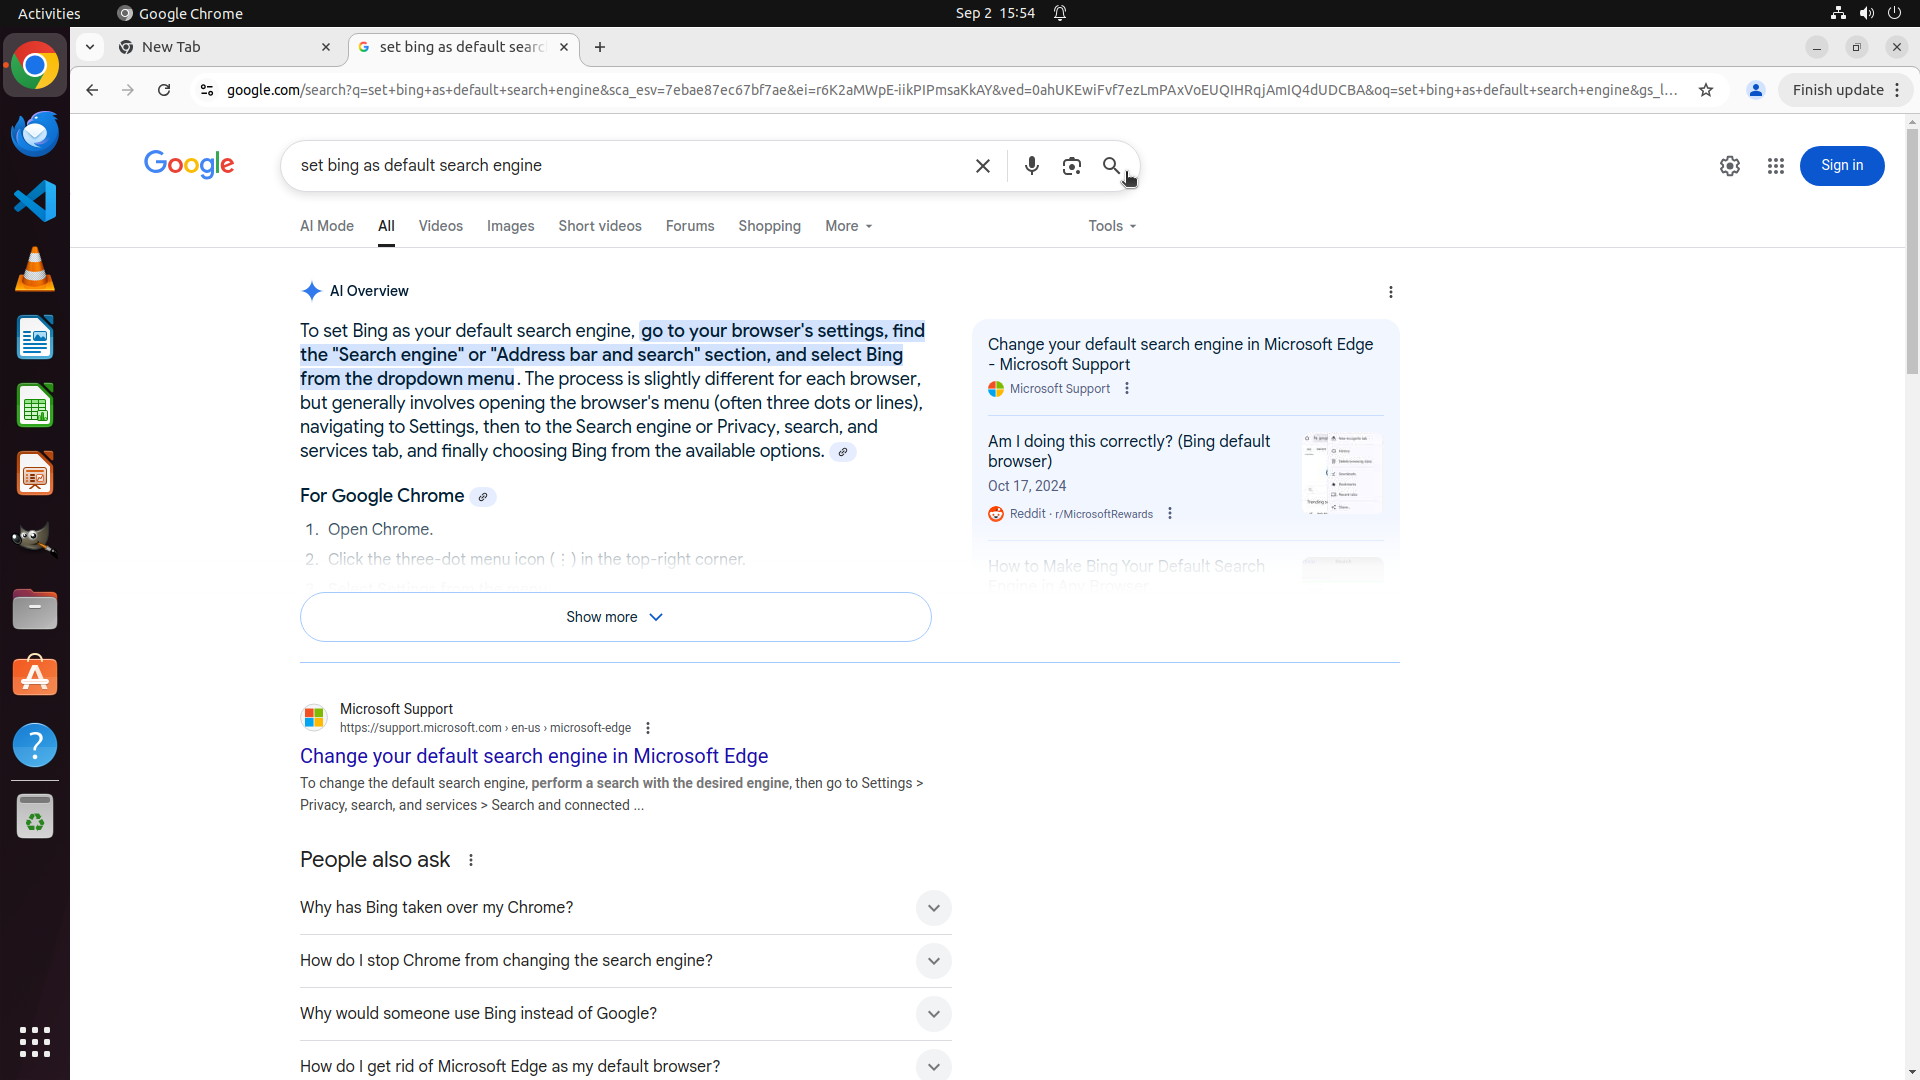 Activities
Google Chrome
Sep 2 15:54
New Tab
set bing as default searc
google.com/search?q=set+bing+as+default+search+engine&sca_esv=7ebae87ec67bf7ae&ei=r6K2aMWpE-iikPIPmsaKkAY&ved=0ahUKEwiFvf7ezLmPAxVoEUQIHRqjAmIQ4dUDCBA&oq=set+bing+as+default+search+engine&gs_l...
Finish update
Google
set bing as default search engine
Sign in
AI Mode
All
Videos
Images
Short videos
Forums
Shopping
More
Tools
AI Overview
To set Bing as your default search engine, go to your browser's settings, find
the "Search engine" or "Address bar and search" section, and select Bing
from the dropdown menu. The process is slightly different for each browser,
but generally involves opening the browser's menu (often three dots or lines),
navigating to Settings, then to the Search engine or Privacy, search, and
services tab, and finally choosing Bing from the available options.
For Google Chrome
1. Open Chrome.
2. Click the three-dot menu icon (⋮) in the top-right corner.
Show more
Change your default search engine in Microsoft Edge
- Microsoft Support
Microsoft Support
Am I doing this correctly? (Bing default
browser)
Oct 17, 2024
Reddit · r/MicrosoftRewards
How to Make Bing Your Default Search
Engine in Any Browser
Microsoft Support
https://support.microsoft.com › en-us › microsoft-edge
Change your default search engine in Microsoft Edge
To change the default search engine, perform a search with the desired engine, then go to Settings >
Privacy, search, and services > Search and connected ...
People also ask
Why has Bing taken over my Chrome?
How do I stop Chrome from changing the search engine?
Why would someone use Bing instead of Google?
How do I get rid of Microsoft Edge as my default browser?